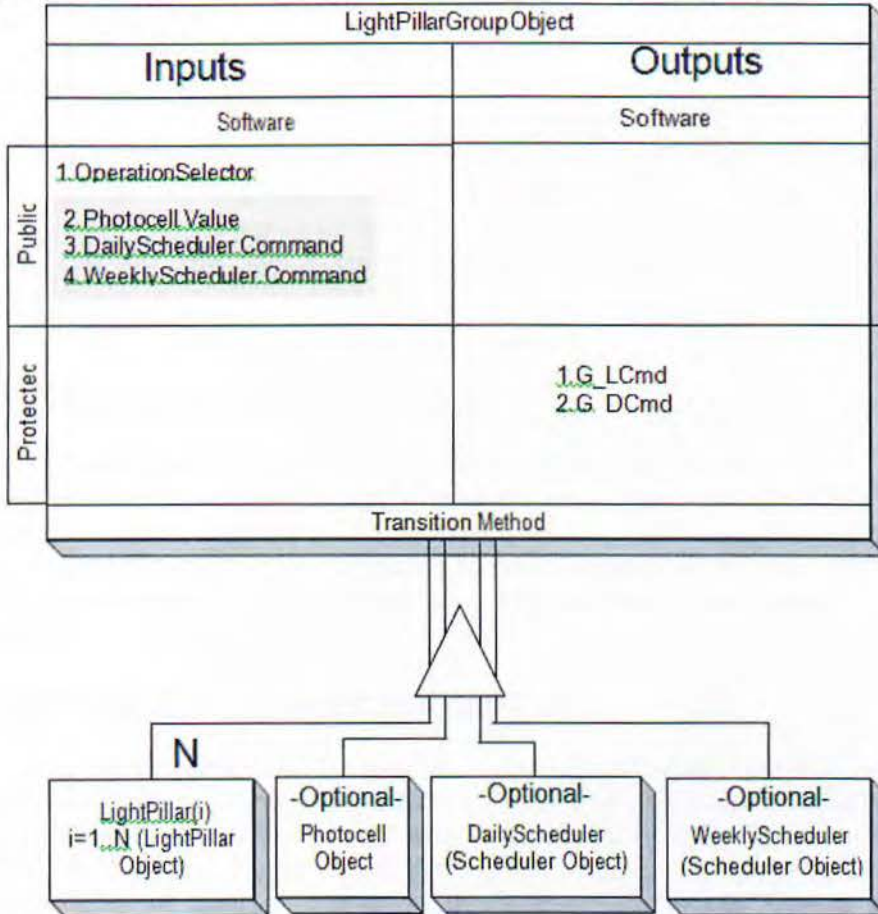 LightPillarGroupObject
Inputs
Outputs
Software
Software
Public
1.OperationSelector
2.Photocell.Value
3.DailyScheduler.Command
4.WeeklyScheduler.Command
Protectec
1.G_LCmd
2.G_DCmd
Transition Method
N
LightPillar(i)
i=1..N (LightPillar
Object)
-Optional-
Photocell
Object
-Optional-
DailyScheduler
(Scheduler Object)
-Optional-
WeeklyScheduler
(Scheduler Object)